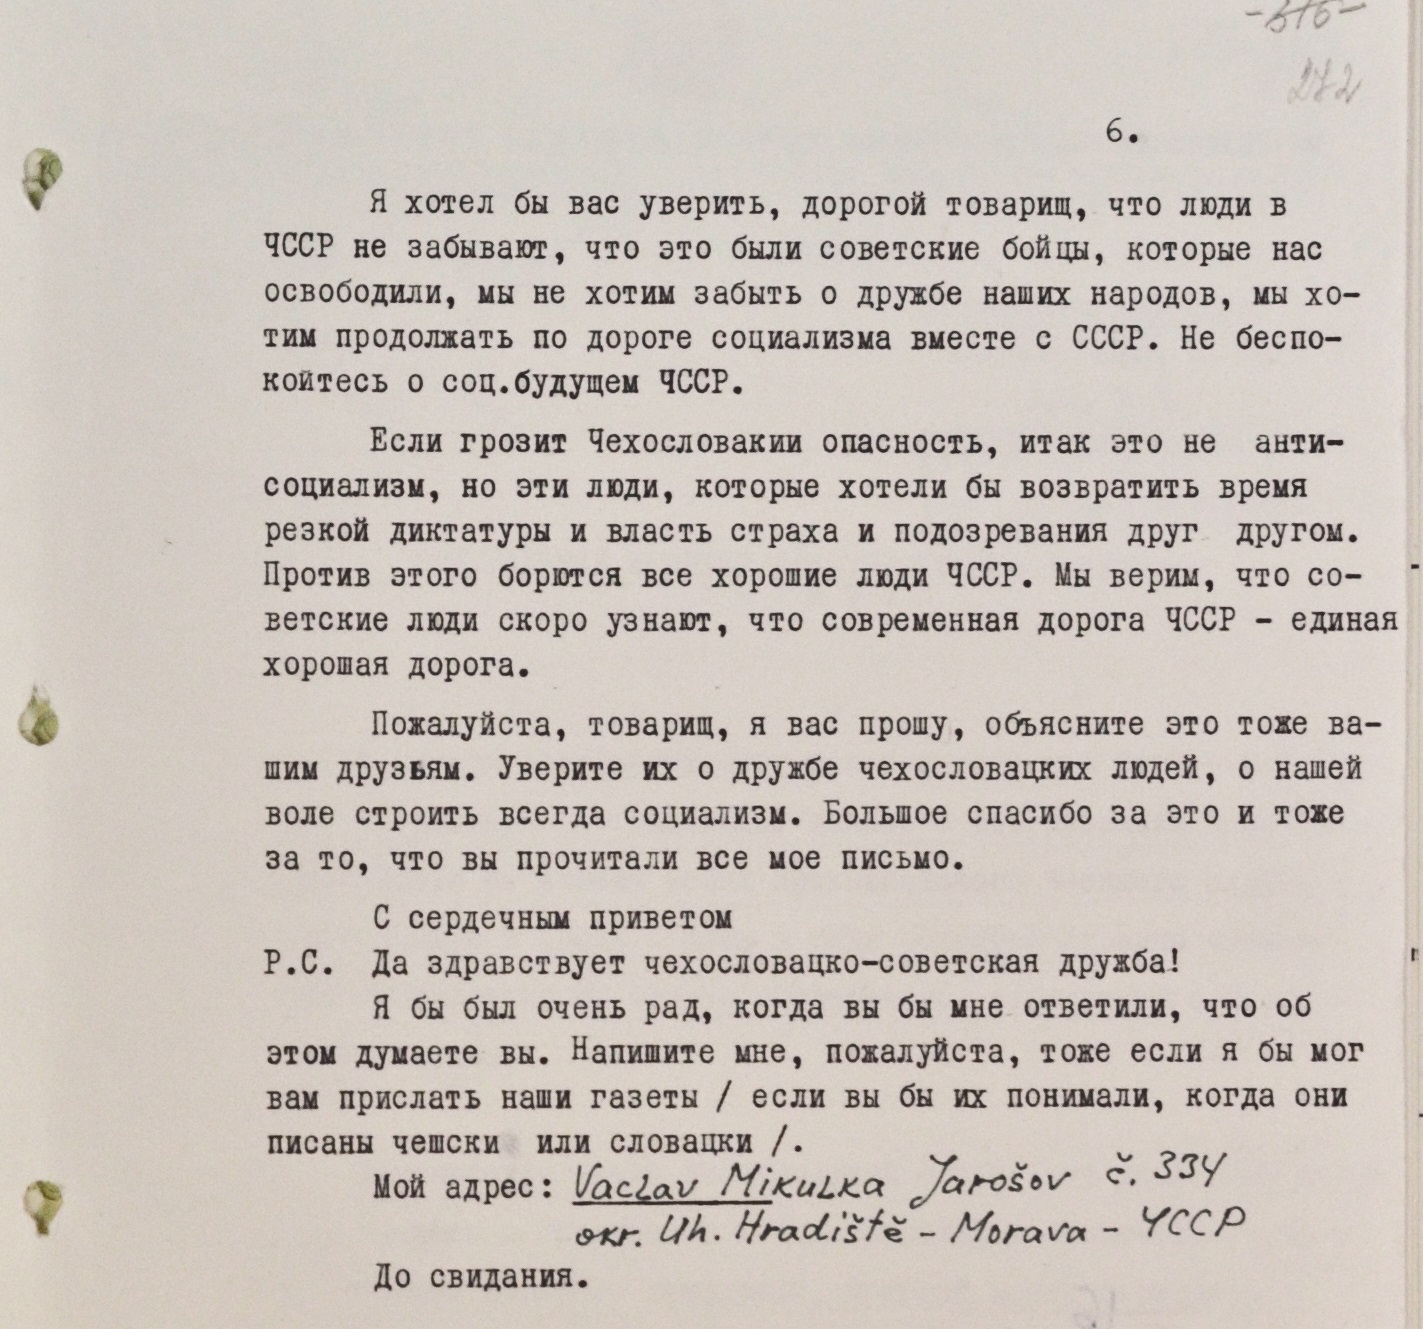 -376-
272
6.
Я хотел бы вас уверить, дорогой товарищ, что люди в
ЧССР не забывают, что это были советские бойцы, которые нас
освободили, мы не хотим забыть о дружбе наших народов, мы хо-
тим продолжать по дороге социализма вместе с СССР. Не беспо-
койтесь о соц.будущем ЧССР.
Если грозит Чехословакии опасность, итак это не анти-
социализм, но эти люди, которые хотели бы возвратить время
резкой диктатуры и власть страха и подозревания друг другом.
Против этого борются все хорошие люди ЧССР. Мы верим, что со-
ветские люди скоро узнают, что современная дорога ЧССР - единая
хорошая дорога.
Пожалуйста, товарищ, я вас прошу, объясните это тоже ва-
шим друзьям. Уверите их о дружбе чехословацких людей, о нашей
воле строить всегда социализм. Большое спасибо за это и тоже
за то, что вы прочитали все мое письмо.
С сердечным приветом
Р.С. Да здравствует чехословацко-советская дружба!
Я бы был очень рад, когда вы бы мне ответили, что об
этом думаете вы. Напишите мне, пожалуйста, тоже если я бы мог
вам прислать наши газеты / если вы бы их понимали, когда они
писаны чешски или словацки /.
Мой адрес: Vaclav Mikulka Jarošov č. 334
okr. Uh. Hradiště - Morava - ЧССР
До свидания.